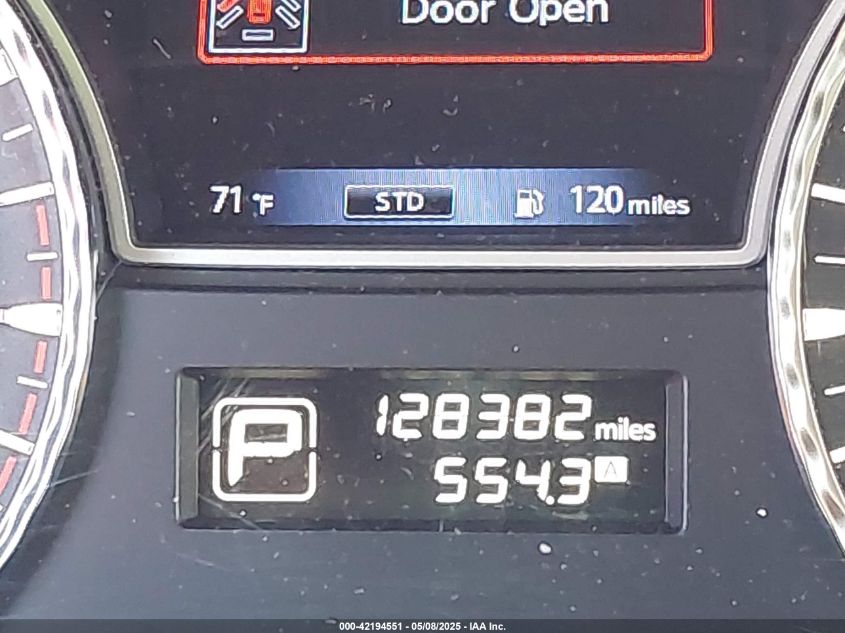 Door Open
71 °F STD 120 miles
P 128382 miles
554.3 A
000-42194551 - 05/08/2025 - IAA Inc.